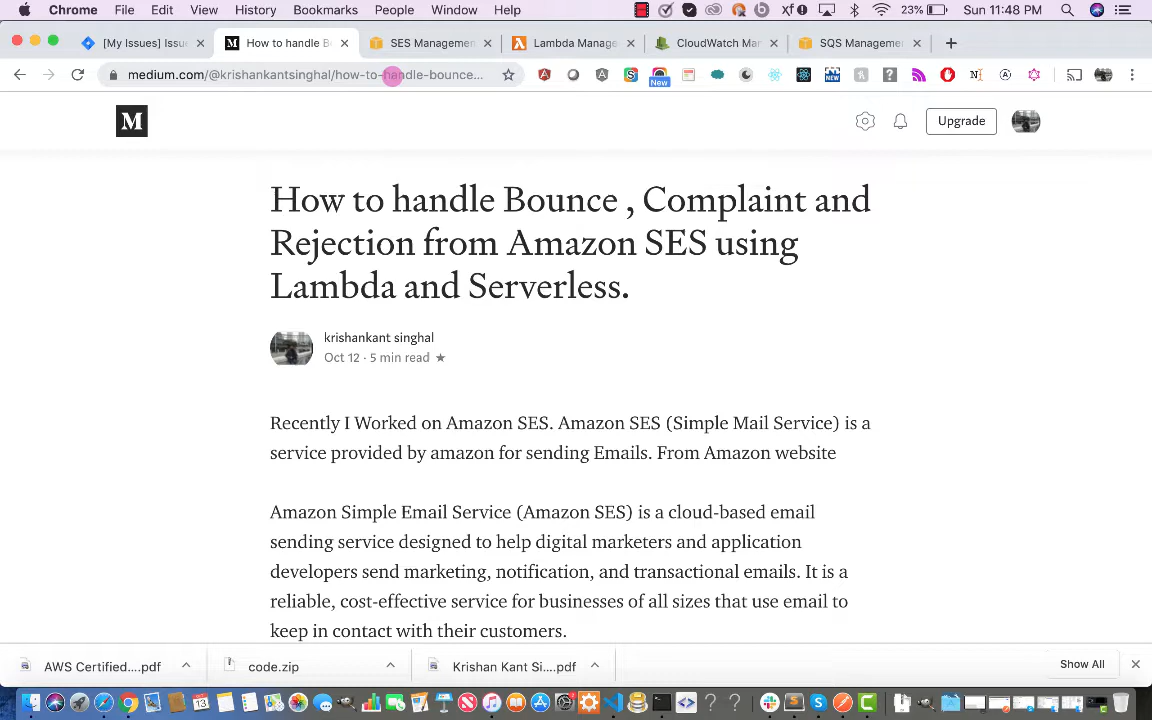 Chrome File Edit View History Bookmarks People Window Help 23% Sun 11:48 PM
[My Issues] Issu
How to handle B
SES Managemen
Lambda Manage
CloudWatch Man
SQS Manageme
medium.com/@krishankantsinghal/how-to-handle-bounce...
New
M
Upgrade
How to handle Bounce , Complaint and
Rejection from Amazon SES using
Lambda and Serverless.
krishankant singhal
Oct 12 · 5 min read ★
Recently I Worked on Amazon SES. Amazon SES (Simple Mail Service) is a
service provided by amazon for sending Emails. From Amazon website
Amazon Simple Email Service (Amazon SES) is a cloud-based email
sending service designed to help digital marketers and application
developers send marketing, notification, and transactional emails. It is a
reliable, cost-effective service for businesses of all sizes that use email to
keep in contact with their customers.
AWS Certified....pdf
code.zip
Krishan Kant Si....pdf
Show All